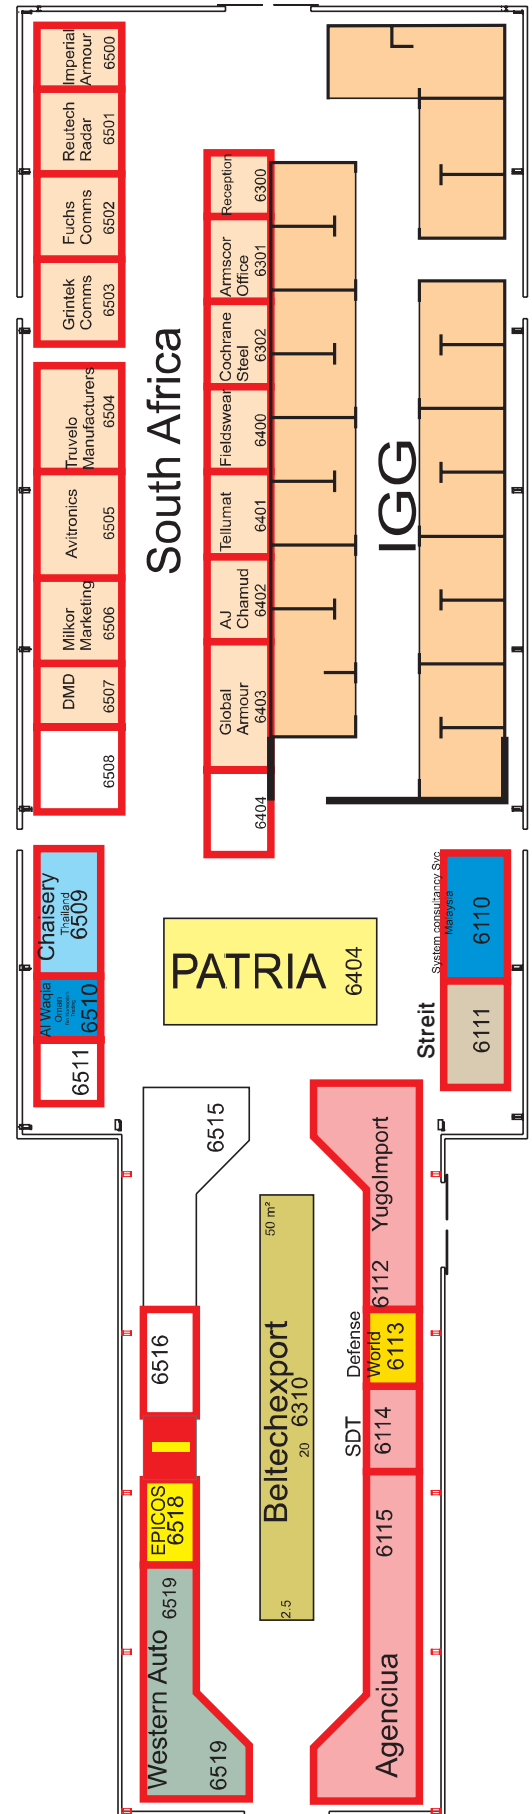 Imperial
Armour
6500
Reutech
Radar
6501
Fuchs
Comms
6502
Grintek
Comms
6503
Truvelo
Manufacturers
6504
Avitronics
6505
Milkor
Marketing
6506
DMD
6507
6508
South Africa
Reception
6300
Armscor
Office
6301
Cochrane
Steel
6302
Fieldswear
6400
Tellumat
6401
AJ
Chamud
6402
Global
Armour
6403
6404
IGG
Chaisery
Thailand
6509
Al Waqia
Oman
6510
6511
PATRIA
6404
System consultancy Svc
Malaysia
6110
Streit
6111
6515
6516
EPICOS
6518
Western Auto
6519
6519
50 m²
Beltechexport
6310
20
2.5
YugoImport
6112
Defense
World
6113
SDT
6114
6115
Agenciua